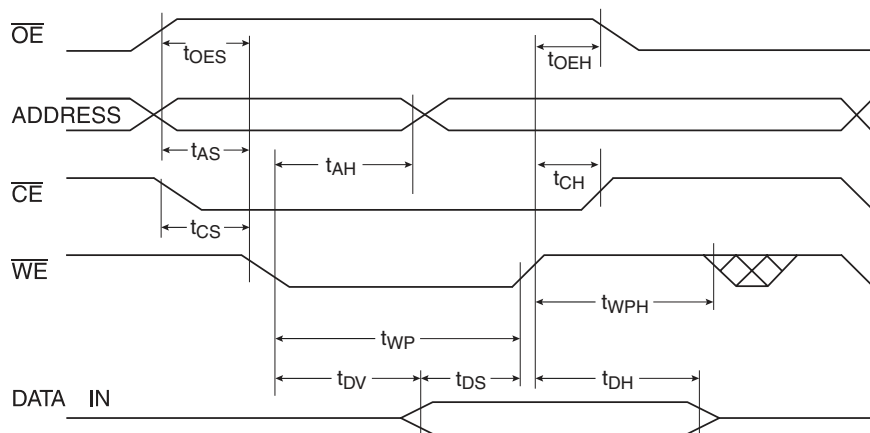 OE
tOES
tOEH
ADDRESS
tAS
tAH
tCH
CE
tCS
WE
tWPH
tWP
tDV
tDS
tDH
DATA IN